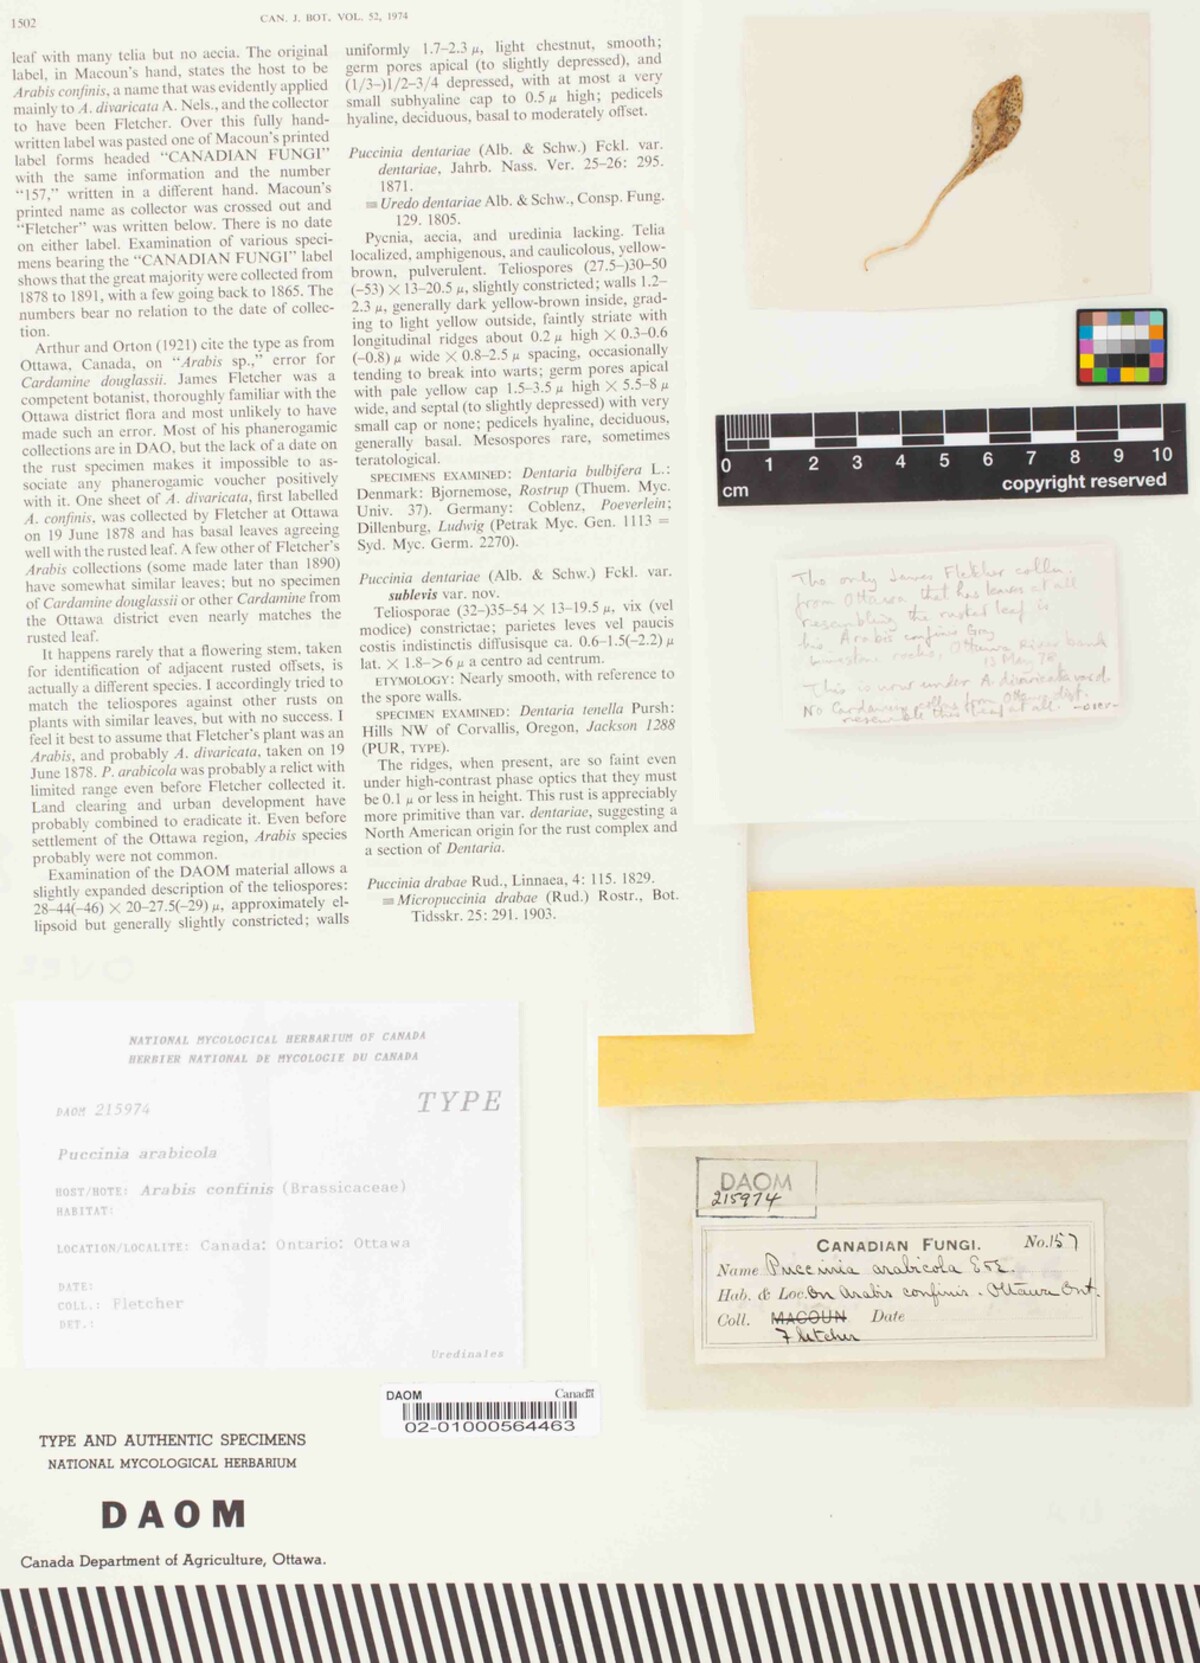 1502
CAN. J. BOT. VOL. 52, 1974
leaf with many telia but no aecia. The original
label, in Macoun's hand, states the host to be
Arabis confinis, a name that was evidently applied
mainly to A. divaricata A. Nels., and the collector
to have been Fletcher. Over this fully hand-
written label was pasted one of Macoun's printed
label forms headed “CANADIAN FUNGI”
with the same information and the number
“157,” written in a different hand. Macoun's
printed name as collector was crossed out and
“Fletcher” was written below. There is no date
on either label. Examination of various speci-
mens bearing the “CANADIAN FUNGI” label
shows that the great majority were collected from
1878 to 1891, with a few going back to 1865. The
numbers bear no relation to the date of collec-
tion.
Arthur and Orton (1921) cite the type as from
Ottawa, Canada, on “Arabis sp.,” error for
Cardamine douglassii. James Fletcher was a
competent botanist, thoroughly familiar with the
Ottawa district flora and most unlikely to have
made such an error. Most of his phanerogamic
collections are in DAO, but the lack of a date on
the rust specimen makes it impossible to as-
sociate any phanerogamic voucher positively
with it. One sheet of A. divaricata, first labelled
A. confinis, was collected by Fletcher at Ottawa
on 19 June 1878 and has basal leaves agreeing
well with the rusted leaf. A few other of Fletcher's
Arabis collections (some made later than 1890)
have somewhat similar leaves; but no specimen
of Cardamine douglassii or other Cardamine from
the Ottawa district even nearly matches the
rusted leaf.
It happens rarely that a flowering stem, taken
for identification of adjacent rusted offsets, is
actually a different species. I accordingly tried to
match the teliospores against other rusts on
plants with similar leaves, but with no success. I
feel it best to assume that Fletcher's plant was an
Arabis, and probably A. divaricata, taken on 19
June 1878. P. arabicola was probably a relict with
limited range even before Fletcher collected it.
Land clearing and urban development have
probably combined to eradicate it. Even before
settlement of the Ottawa region, Arabis species
probably were not common.
Examination of the DAOM material allows a
slightly expanded description of the teliospores:
28–44(–46) × 20–27.5(–29) μ, approximately el-
lipsoid but generally slightly constricted; walls
uniformly 1.7–2.3 μ, light chestnut, smooth;
germ pores apical (to slightly depressed), and
(1/3–)1/2–3/4 depressed, with at most a very
small subhyaline cap to 0.5 μ high; pedicels
hyaline, deciduous, basal to moderately offset.
Puccinia dentariae (Alb. & Schw.) Fckl. var.
dentariae, Jahrb. Nass. Ver. 25–26: 295.
1871.
≡ Uredo dentariae Alb. & Schw., Consp. Fung.
129. 1805.
Pycnia, aecia, and uredinia lacking. Telia
localized, amphigenous, and caulicolous, yellow-
brown, pulverulent. Teliospores (27.5–)30–50
(–53) × 13–20.5 μ, slightly constricted; walls 1.2–
2.3 μ, generally dark yellow-brown inside, grad-
ing to light yellow outside, faintly striate with
longitudinal ridges about 0.2 μ high × 0.3–0.6
(–0.8) μ wide × 0.8–2.5 μ spacing, occasionally
tending to break into warts; germ pores apical
with pale yellow cap 1.5–3.5 μ high × 5.5–8 μ
wide, and septal (to slightly depressed) with very
small cap or none; pedicels hyaline, deciduous,
generally basal. Mesospores rare, sometimes
teratological.
SPECIMENS EXAMINED: Dentaria bulbifera L.:
Denmark: Bjornemose, Rostrup (Thuem. Myc.
Univ. 37). Germany: Coblenz, Poeverlein;
Dillenburg, Ludwig (Petrak Myc. Gen. 1113 =
Syd. Myc. Germ. 2270).
Puccinia dentariae (Alb. & Schw.) Fckl. var.
sublevis var. nov.
Teliosporae (32–)35–54 × 13–19.5 μ, vix (vel
modice) constrictae; parietes leves vel paucis
costis indistinctis diffusisque ca. 0.6–1.5(–2.2) μ
lat. × 1.8–>6 μ a centro ad centrum.
ETYMOLOGY: Nearly smooth, with reference to
the spore walls.
SPECIMEN EXAMINED: Dentaria tenella Pursh:
Hills NW of Corvallis, Oregon, Jackson 1288
(PUR, TYPE).
The ridges, when present, are so faint even
under high-contrast phase optics that they must
be 0.1 μ or less in height. This rust is appreciably
more primitive than var. dentariae, suggesting a
North American origin for the rust complex and
a section of Dentaria.
Puccinia drabae Rud., Linnaea, 4: 115. 1829.
≡ Micropuccinia drabae (Rud.) Rostr., Bot.
Tidsskr. 25: 291. 1903.
0 1 2 3 4 5 6 7 8 9 10
cm
copyright reserved
The only James Fletcher colln.
from Ottawa that has leaves at all
resembling the rusted leaf is
his Arabis confinis Gray
limestone rocks, Ottawa River bank
13 May 78
This is now under A. divaricarda
No Cardamine collns from Ottawa dist.
resemble this leaf at all. -over-
NATIONAL MYCOLOGICAL HERBARIUM OF CANADA
HERBIER NATIONAL DE MYCOLOGIE DU CANADA
DAOM 215974
TYPE
Puccinia arabicola
HOST/HOTE: Arabis confinis (Brassicaceae)
HABITAT:
LOCATION/LOCALITE: Canada: Ontario: Ottawa
DATE:
COLL.: Fletcher
DET.:
Uredinales
DAOM
215974
CANADIAN FUNGI. No. 157
Name Puccinia arabicola E & E.
Hab. & Loc. On Arabis confinis. Ottawa Ont.
Coll. MACOUN Date
Fletcher
DAOM Canada
02-01000564463
TYPE AND AUTHENTIC SPECIMENS
NATIONAL MYCOLOGICAL HERBARIUM
DAOM
Canada Department of Agriculture, Ottawa.